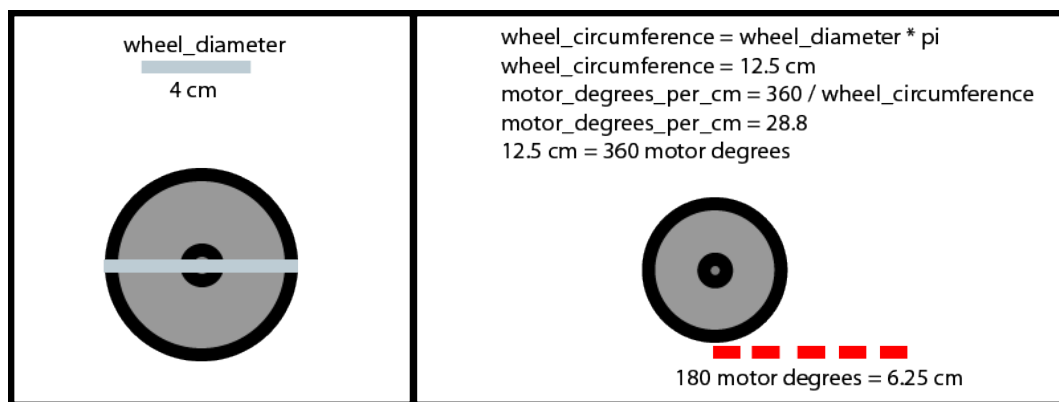 wheel_diameter
4 cm
wheel_circumference = wheel_diameter * pi
wheel_circumference = 12.5 cm
motor_degrees_per_cm = 360 / wheel_circumference
motor_degrees_per_cm = 28.8
12.5 cm = 360 motor degrees
180 motor degrees = 6.25 cm